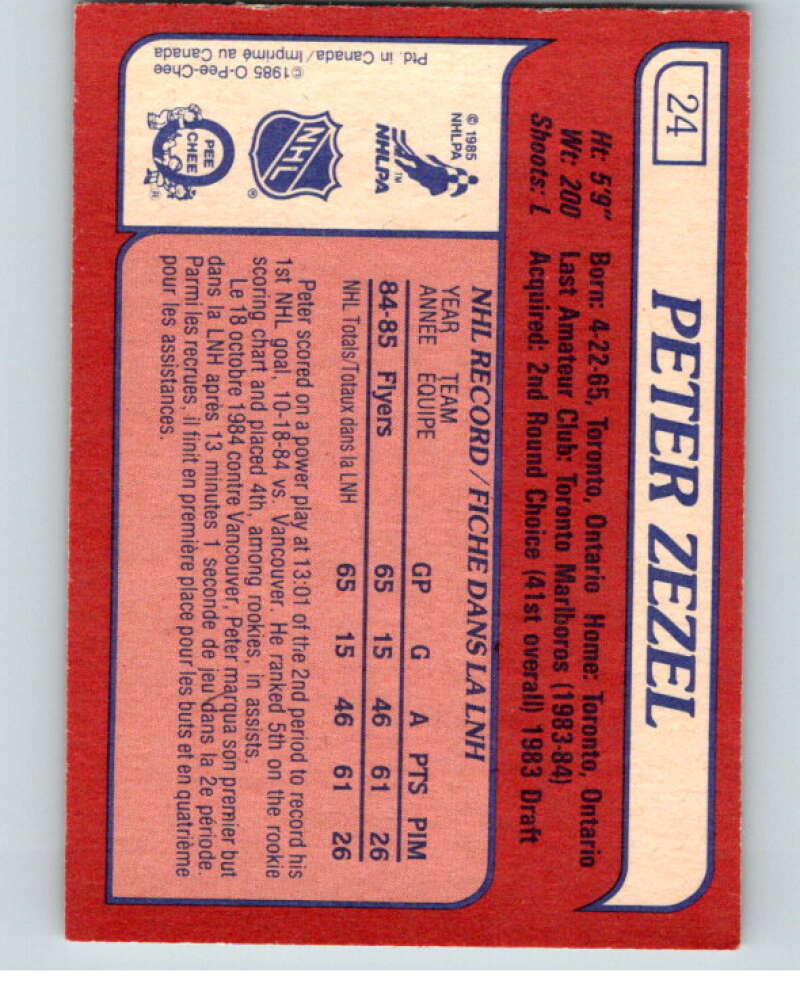 24
PETER ZEZEL
Ht: 5'9" Born: 4-22-65, Toronto, Ontario Home: Toronto, Ontario
Wt: 200 Last Amateur Club: Toronto Marlboros (1983-84)
Shoots: L Acquired: 2nd Round Choice (41st overall) 1983 Draft
© 1985
NHLPA
NHLPA™
NHL
®
PEE
CHEE
®
©1985 O-Pee-Chee
Ptd. in Canada/Imprimé au Canada
NHL RECORD/FICHE DANS LA LNH
YEAR TEAM
ANNÉE ÉQUIPE GP G A PTS PIM
84-85 Flyers 65 15 46 61 26
NHL Totals/Totaux dans la LNH 65 15 46 61 26
Peter scored on a power play at 13:01 of the 2nd period to record his
1st NHL goal, 10-18-84 vs. Vancouver. He ranked 5th on the rookie
scoring chart and placed 4th, among rookies, in assists.
Le 18 octobre 1984 contre Vancouver, Peter marqua son premier but
dans la LNH après 13 minutes 1 seconde de jeu dans la 2e période.
Parmi les recrues, il finit en première place pour les buts et en quatrième
pour les assistances.